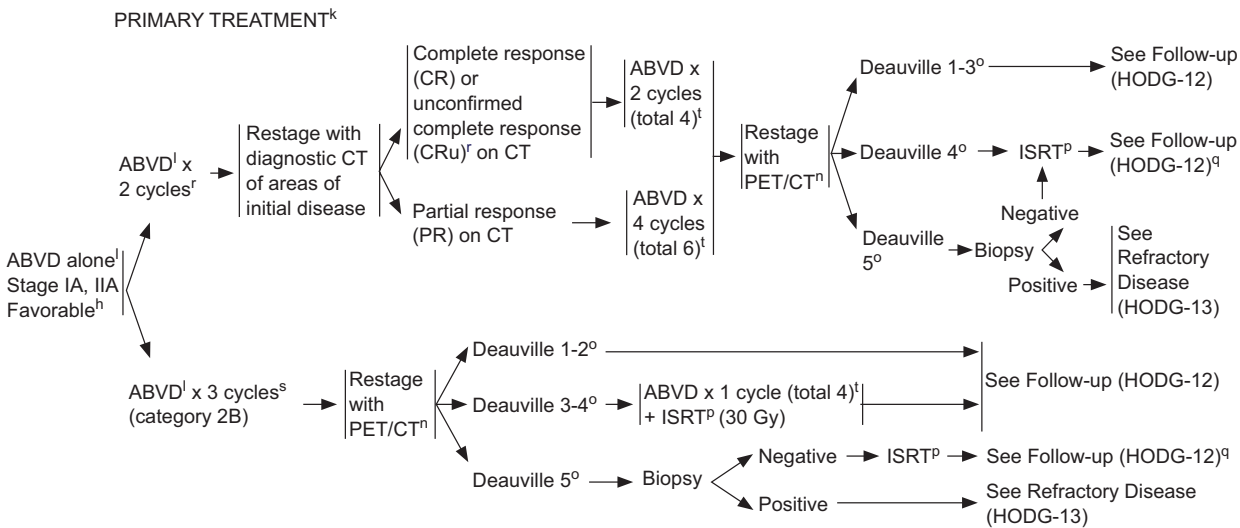 PRIMARY TREATMENTᵏ
ABVD aloneˡ
Stage IA, IIA
Favorableʰ
ABVDˡ x
2 cyclesʳ
Restage with
diagnostic CT
of areas of
initial disease
Complete response
(CR) or
unconfirmed
complete response
(CRu)ʳ on CT
Partial response
(PR) on CT
ABVD x
2 cycles
(total 4)ᵗ
ABVD x
4 cycles
(total 6)ᵗ
Restage
with
PET/CTⁿ
Deauville 1-3ᵒ
See Follow-up
(HODG-12)
Deauville 4ᵒ
ISRTᵖ
See Follow-up
(HODG-12)q
Deauville
5ᵒ
Biopsy
Negative
Positive
See
Refractory
Disease
(HODG-13)
ABVDˡ x 3 cyclesˢ
(category 2B)
Restage
with
PET/CTⁿ
Deauville 1-2ᵒ
Deauville 3-4ᵒ
ABVD x 1 cycle (total 4)ᵗ
+ ISRTᵖ (30 Gy)
See Follow-up (HODG-12)
Deauville 5ᵒ
Biopsy
Negative
ISRTᵖ
See Follow-up (HODG-12)q
Positive
See Refractory Disease
(HODG-13)